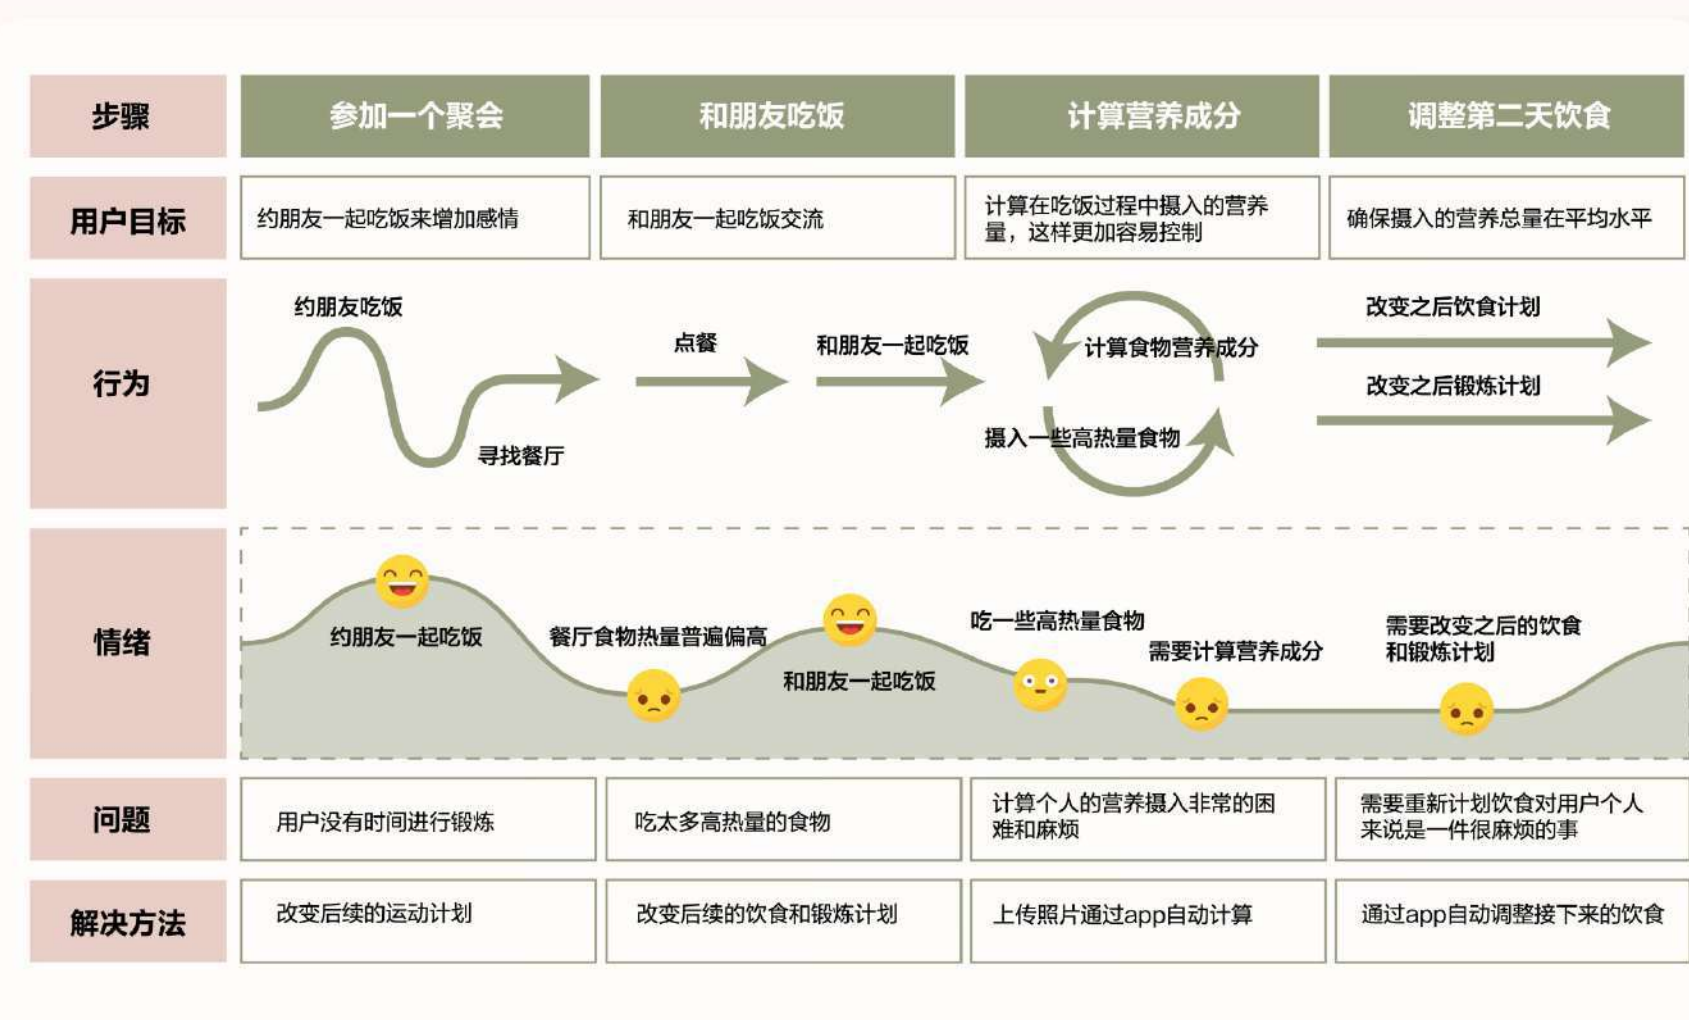 步骤
参加一个聚会
和朋友吃饭
计算营养成分
调整第二天饮食
用户目标
约朋友一起吃饭来增加感情
和朋友一起吃饭交流
计算在吃饭过程中摄入的营养
量，这样更加容易控制
确保摄入的营养总量在平均水平
行为
约朋友吃饭
寻找餐厅
点餐
和朋友一起吃饭
计算食物营养成分
摄入一些高热量食物
改变之后饮食计划
改变之后锻炼计划
情绪
约朋友一起吃饭
餐厅食物热量普遍偏高
和朋友一起吃饭
吃一些高热量食物
需要计算营养成分
需要改变之后的饮食
和锻炼计划
问题
用户没有时间进行锻炼
吃太多高热量的食物
计算个人的营养摄入非常的困
难和麻烦
需要重新计划饮食对用户个人
来说是一件很麻烦的事
解决方法
改变后续的运动计划
改变后续的饮食和锻炼计划
上传照片通过app自动计算
通过app自动调整接下来的饮食